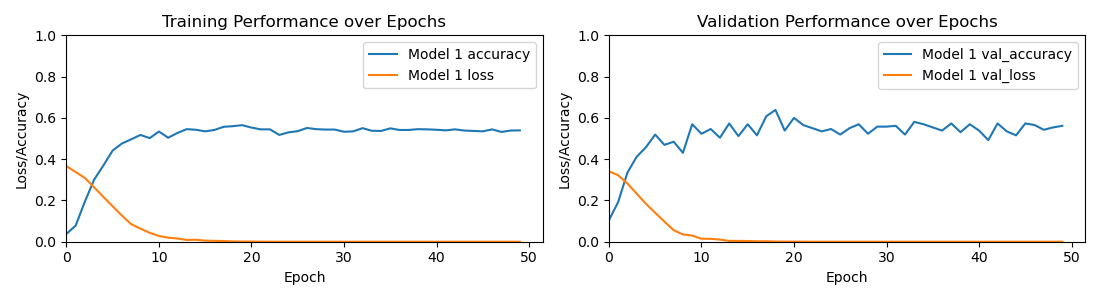 Training Performance over Epochs
Loss/Accuracy
1.0
0.8
0.6
0.4
0.2
0.0
Model 1 accuracy
Model 1 loss
0 10 20 30 40 50
Epoch
Validation Performance over Epochs
Loss/Accuracy
1.0
0.8
0.6
0.4
0.2
0.0
Model 1 val_accuracy
Model 1 val_loss
0 10 20 30 40 50
Epoch